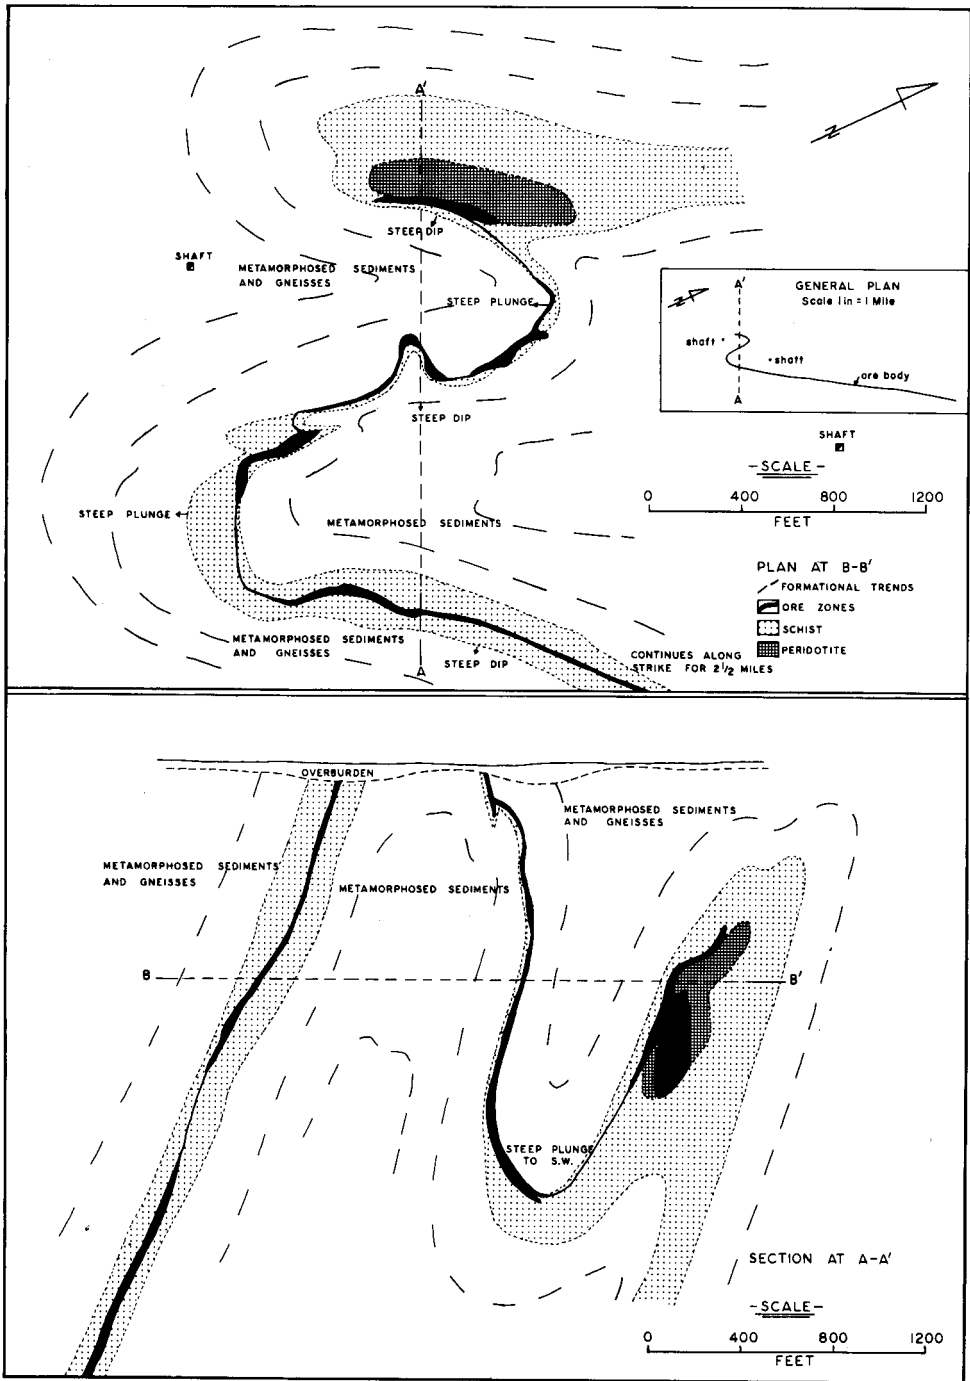 A'
N
STEEP DIP
SHAFT
METAMORPHOSED SEDIMENTS
AND GNEISSES
STEEP PLUNGE
N
A'
GENERAL PLAN
Scale 1 in = 1 Mile
shaft
shaft
ore body
A
STEEP DIP
SHAFT
-SCALE-
0 400 800 1200
FEET
STEEP PLUNGE
METAMORPHOSED SEDIMENTS
PLAN AT B-B'
FORMATIONAL TRENDS
ORE ZONES
SCHIST
PERIDOTITE
METAMORPHOSED SEDIMENTS
AND GNEISSES
STEEP DIP
A
CONTINUES ALONG
STRIKE FOR 2 1/2 MILES
OVERBURDEN
METAMORPHOSED SEDIMENTS
AND GNEISSES
METAMORPHOSED SEDIMENTS
AND GNEISSES
METAMORPHOSED SEDIMENTS
B
B'
STEEP PLUNGE
TO S.W.
SECTION AT A-A'
-SCALE-
0 400 800 1200
FEET